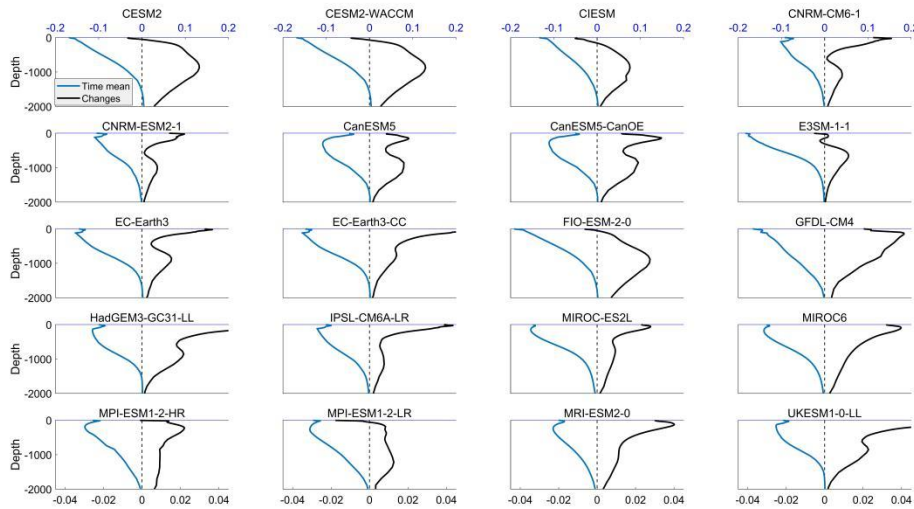 CESM2 CESM2-WACCM CIESM CNRM-CM6-1
-0.2 -0.1 0 0.1 0.2 -0.2 -0.1 0 0.1 0.2 -0.2 -0.1 0 0.1 0.2 -0.2 -0.1 0 0.1 0.2
Depth
0
-1000
-2000
Time mean
Changes
CNRM-ESM2-1 CanESM5 CanESM5-CanOE E3SM-1-1
Depth
0
-1000
-2000
EC-Earth3 EC-Earth3-CC FIO-ESM-2-0 GFDL-CM4
Depth
0
-1000
-2000
HadGEM3-GC31-LL IPSL-CM6A-LR MIROC-ES2L MIROC6
Depth
0
-1000
-2000
MPI-ESM1-2-HR MPI-ESM1-2-LR MRI-ESM2-0 UKESM1-0-LL
Depth
0
-1000
-2000
-0.04 -0.02 0 0.02 0.04 -0.04 -0.02 0 0.02 0.04 -0.04 -0.02 0 0.02 0.04 -0.04 -0.02 0 0.02 0.04